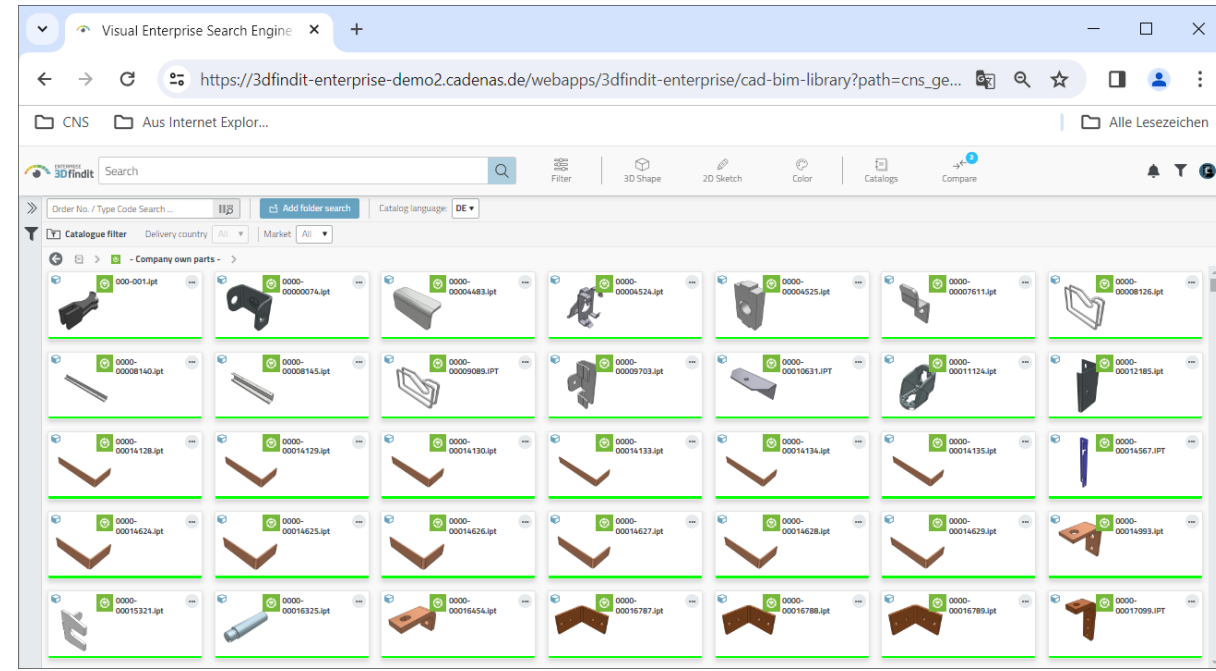 Visual Enterprise Search Engine
https://3dfindit-enterprise-demo2.cadenas.de/webapps/3dfindit-enterprise/cad-bim-library?path=cns_ge...
CNS Aus Internet Explor... Alle Lesezeichen
ENTERPRISE
3Dfindit Search Filter 3D Shape 2D Sketch Color Catalogs Compare 3
Order No. / Type Code Search ... Add folder search Catalog language: DE
Catalogue filter Delivery country All Market All
- Company own parts -
000-001.ipt 0000- 0000- 0000- 0000- 0000- 0000-
00000074.ipt 00004483.ipt 00004524.ipt 00004525.ipt 00007611.ipt 00008126.ipt
0000- 0000- 0000- 0000- 0000- 0000- 0000-
00008140.ipt 00008145.ipt 00009089.IPT 00009703.ipt 00010631.IPT 00011124.ipt 00012185.ipt
0000- 0000- 0000- 0000- 0000- 0000- 0000-
00014128.ipt 00014129.ipt 00014130.ipt 00014133.ipt 00014134.ipt 00014135.ipt 00014567.IPT
0000- 0000- 0000- 0000- 0000- 0000- 0000-
00014624.ipt 00014625.ipt 00014626.ipt 00014627.ipt 00014628.ipt 00014629.ipt 00014993.ipt
0000- 0000- 0000- 0000- 0000- 0000- 0000-
00015321.ipt 00016325.ipt 00016454.ipt 00016787.ipt 00016788.ipt 00016789.ipt 00017099.IPT